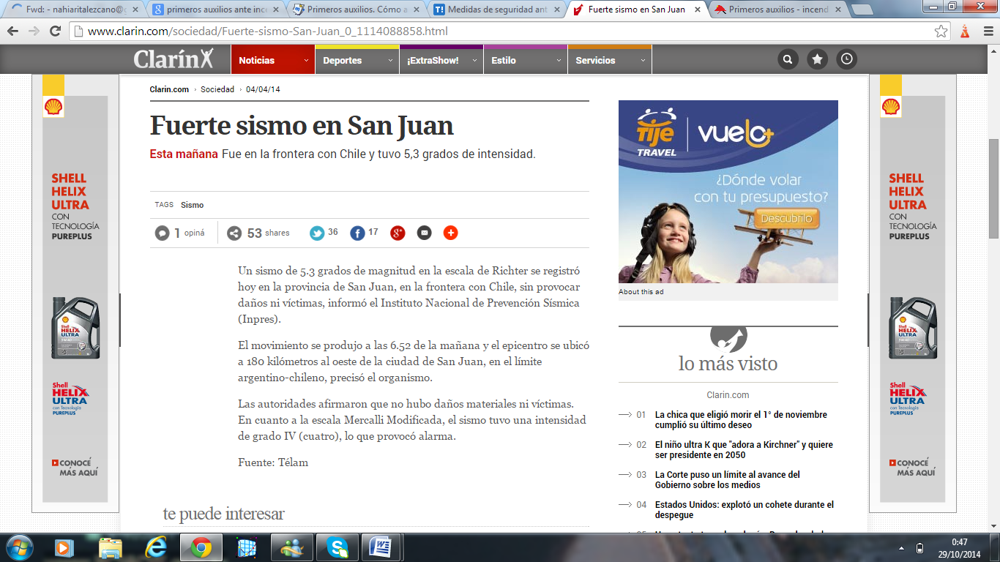 Fwd: - nahiaritalezcano@g
primeros auxilios ante ince
Primeros auxilios. Cómo a
Medidas de seguridad ant
Fuerte sismo en San Juan
Primeros auxilios - incend
www.clarin.com/sociedad/Fuerte-sismo-San-Juan_0_1114088858.html
Clarín
Noticias
Deportes
¡ExtraShow!
Estilo
Servicios
Clarin.com › Sociedad › 04/04/14
Fuerte sismo en San Juan
Esta mañana Fue en la frontera con Chile y tuvo 5,3 grados de intensidad.
TAGS Sismo
1 opiná
53 shares
36
17
Un sismo de 5.3 grados de magnitud en la escala de Richter se registró
hoy en la provincia de San Juan, en la frontera con Chile, sin provocar
daños ni víctimas, informó el Instituto Nacional de Prevención Sísmica
(Inpres).
El movimiento se produjo a las 6.52 de la mañana y el epicentro se ubicó
a 180 kilómetros al oeste de la ciudad de San Juan, en el límite
argentino-chileno, precisó el organismo.
Las autoridades afirmaron que no hubo daños materiales ni víctimas.
En cuanto a la escala Mercalli Modificada, el sismo tuvo una intensidad
de grado IV (cuatro), lo que provocó alarma.
Fuente: Télam
te puede interesar
SHELL
HELIX
ULTRA
CON
TECNOLOGÍA
PUREPLUS
Shell
HELIX
ULTRA
Shell
HELIX
ULTRA
con Tecnología
PUREPLUS
CONOCÉ
MÁS AQUÍ
TIJE
TRAVEL
vuelo+
¿Dónde volar
con tu presupuesto?
Descubrilo
About this ad
lo más visto
Clarin.com
01 La chica que eligió morir el 1° de noviembre
cumplió su último deseo
02 El niño ultra K que "adora a Kirchner" y quiere
ser presidente en 2050
03 La Corte puso un límite al avance del
Gobierno sobre los medios
04 Estados Unidos: explotó un cohete durante el
despegue
SHELL
HELIX
ULTRA
CON
TECNOLOGÍA
PUREPLUS
Shell
HELIX
ULTRA
Shell
HELIX
ULTRA
con Tecnología
PUREPLUS
CONOCÉ
MÁS AQUÍ
0:47
29/10/2014